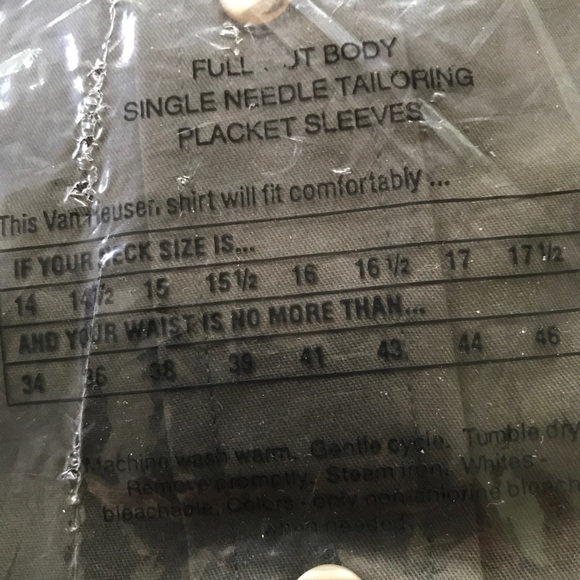 FULL UT BODY
SINGLE NEEDLE TAILORING
PLACKET SLEEVES
This Van Heusen shirt will fit comfortably ...
IF YOUR NECK SIZE IS...
14 14 1/2 15 15 1/2 16 16 1/2 17 17 1/2
AND YOUR WAIST IS NO MORE THAN...
34 36 38 39 41 43 44 46
Machine wash warm. Gentle cycle. Tumble dry
Remove promptly. Steam iron. Whites -
bleachable. Colors - only non-chlorine bleach
when needed.